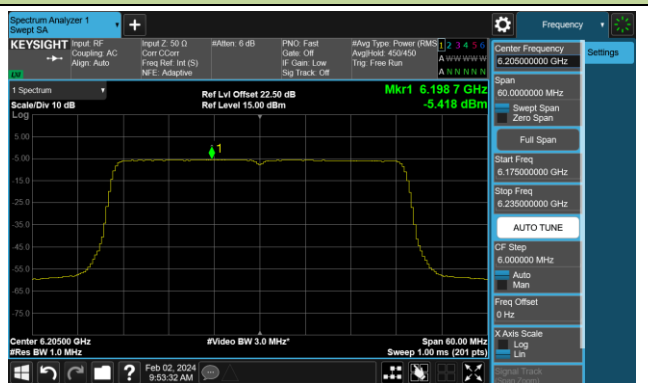 Spectrum Analyzer 1
Swept SA
+
Frequency
KEYSIGHT
Input: RF
Coupling: AC
Align: Auto
Input Z: 50 Ω
Corr CCorr
Freq Ref: Int (S)
NFE: Adaptive
#Atten: 6 dB
PNO: Fast
Gate: Off
IF Gain: Low
Sig Track: Off
#Avg Type: Power (RMS
Avg|Hold: 450/450
Trig: Free Run
1 2 3 4 5 6
A W W W W W
A N N N N N
LXI
1 Spectrum
Scale/Div 10 dB
Log
Ref Lvl Offset 22.50 dB
Ref Level 15.00 dBm
Mkr1 6.198 7 GHz
-5.418 dBm
5.00
-5.00
-15.0
-25.0
-35.0
-45.0
-55.0
-65.0
-75.0
1
Center 6.20500 GHz
#Res BW 1.0 MHz
#Video BW 3.0 MHz*
Span 60.00 MHz
Sweep 1.00 ms (201 pts)
Center Frequency
6.205000000 GHz
Span
60.0000000 MHz
Swept Span
Zero Span
Full Span
Start Freq
6.175000000 GHz
Stop Freq
6.235000000 GHz
AUTO TUNE
CF Step
6.000000 MHz
Auto
Man
Freq Offset
0 Hz
X Axis Scale
Log
Lin
Signal Track
(Span Zoom)
Settings
?
Feb 02, 2024
9:53:32 AM